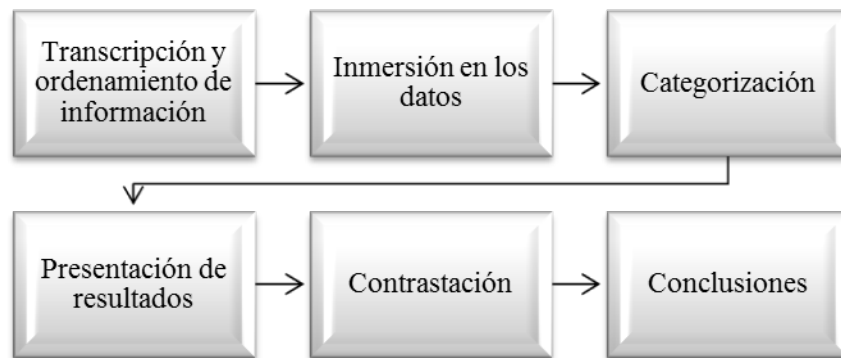 Transcripción y
ordenamiento de
información
Inmersión en los
datos
Categorización
Presentación de
resultados
Contrastación
Conclusiones